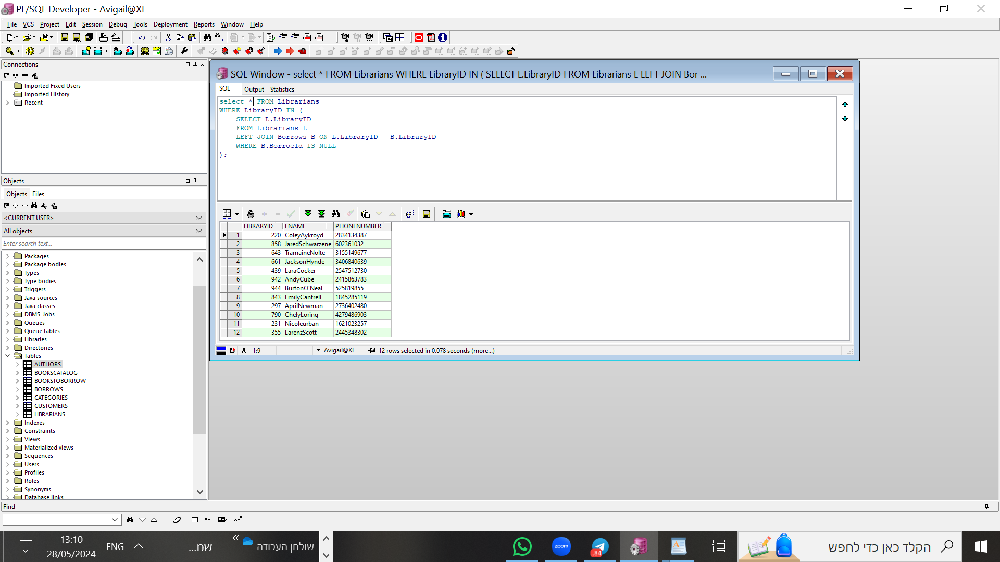 PL/SQL Developer - Avigail@XE
File VCS Project Edit Session Debug Tools Deployment Reports Window Help
Connections
Imported Fixed Users
Imported History
Recent
Objects
Objects Files
<CURRENT USER>
All objects
Enter search text...
Packages
Package bodies
Types
Type bodies
Triggers
Java sources
Java classes
DBMS_Jobs
Queues
Queue tables
Libraries
Directories
Tables
AUTHORS
BOOKSCATALOG
BOOKSTOBORROW
BORROWS
CATEGORIES
CUSTOMERS
LIBRARIANS
Indexes
Constraints
Views
Materialized views
Sequences
Users
Profiles
Roles
Synonyms
Database links
SQL Window - select * FROM Librarians WHERE LibraryID IN ( SELECT L.LibraryID FROM Librarians L LEFT JOIN Bor ...
SQL Output Statistics
select * FROM Librarians
WHERE LibraryID IN (
SELECT L.LibraryID
FROM Librarians L
LEFT JOIN Borrows B ON L.LibraryID = B.LibraryID
WHERE B.BorroeId IS NULL
);
LIBRARYID LNAME PHONENUMBER
1 220 ColeyAykroyd 2834134387
2 858 JaredSchwarzene 602361032
3 643 TramaineNolte 3155149677
4 661 JacksonHynde 3406840639
5 439 LaraCocker 2547512730
6 942 AndyCube 2415863783
7 944 BurtonO'Neal 525819855
8 843 EmilyCantrell 1845285119
9 297 AprilNewman 2736402480
10 790 ChelyLoring 4279486903
11 231 Nicoleurban 1621023257
12 355 LarenzScott 2445348302
& 1:9 Avigail@XE 12 rows selected in 0.078 seconds (more...)
Find
ABC "AB"
13:10
28/05/2024
ENG
שמ...
שולחן העבודה
zoom
..84
הקלד כאן כדי לחפש